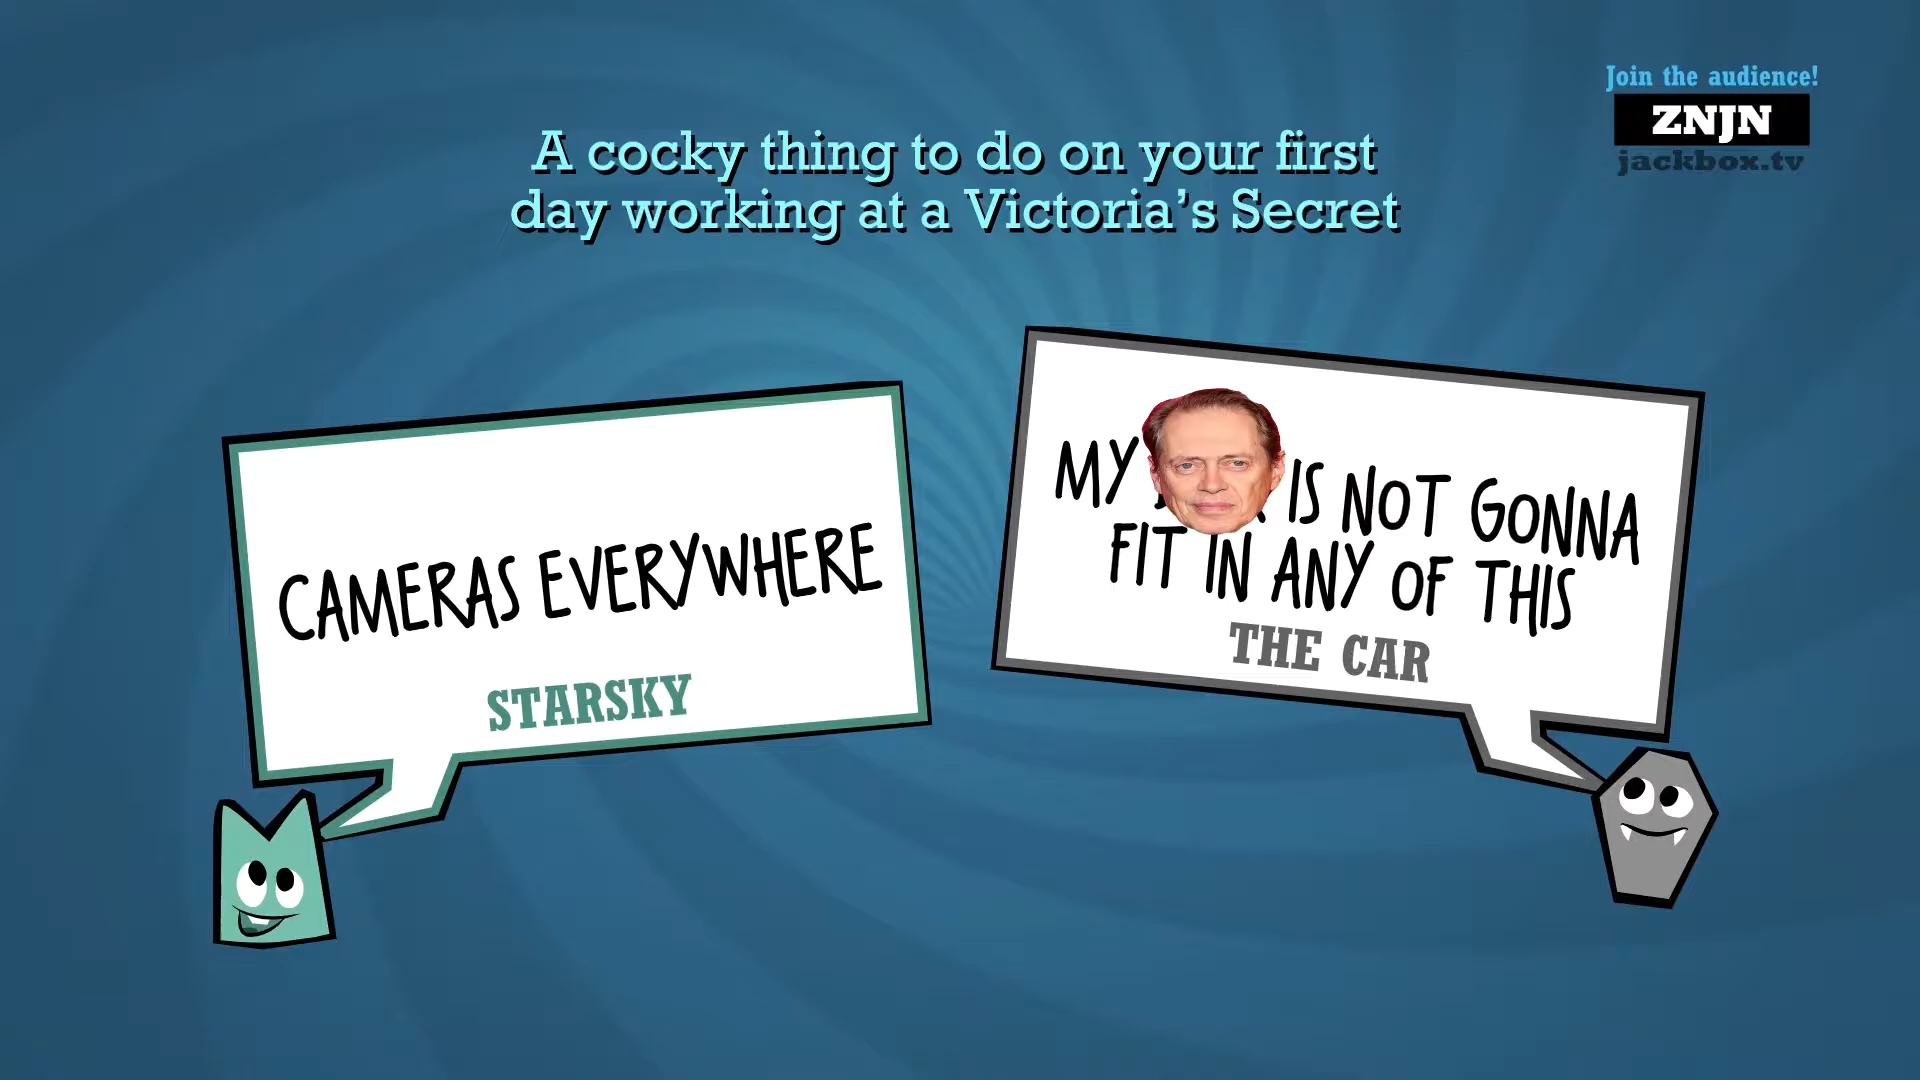 Join the audience!
ZNJN
jackbox.tv
A cocky thing to do on your first
day working at a Victoria's Secret
CAMERAS EVERYWHERE
STARSKY
MY IS NOT GONNA
FIT IN ANY OF THIS
THE CAR